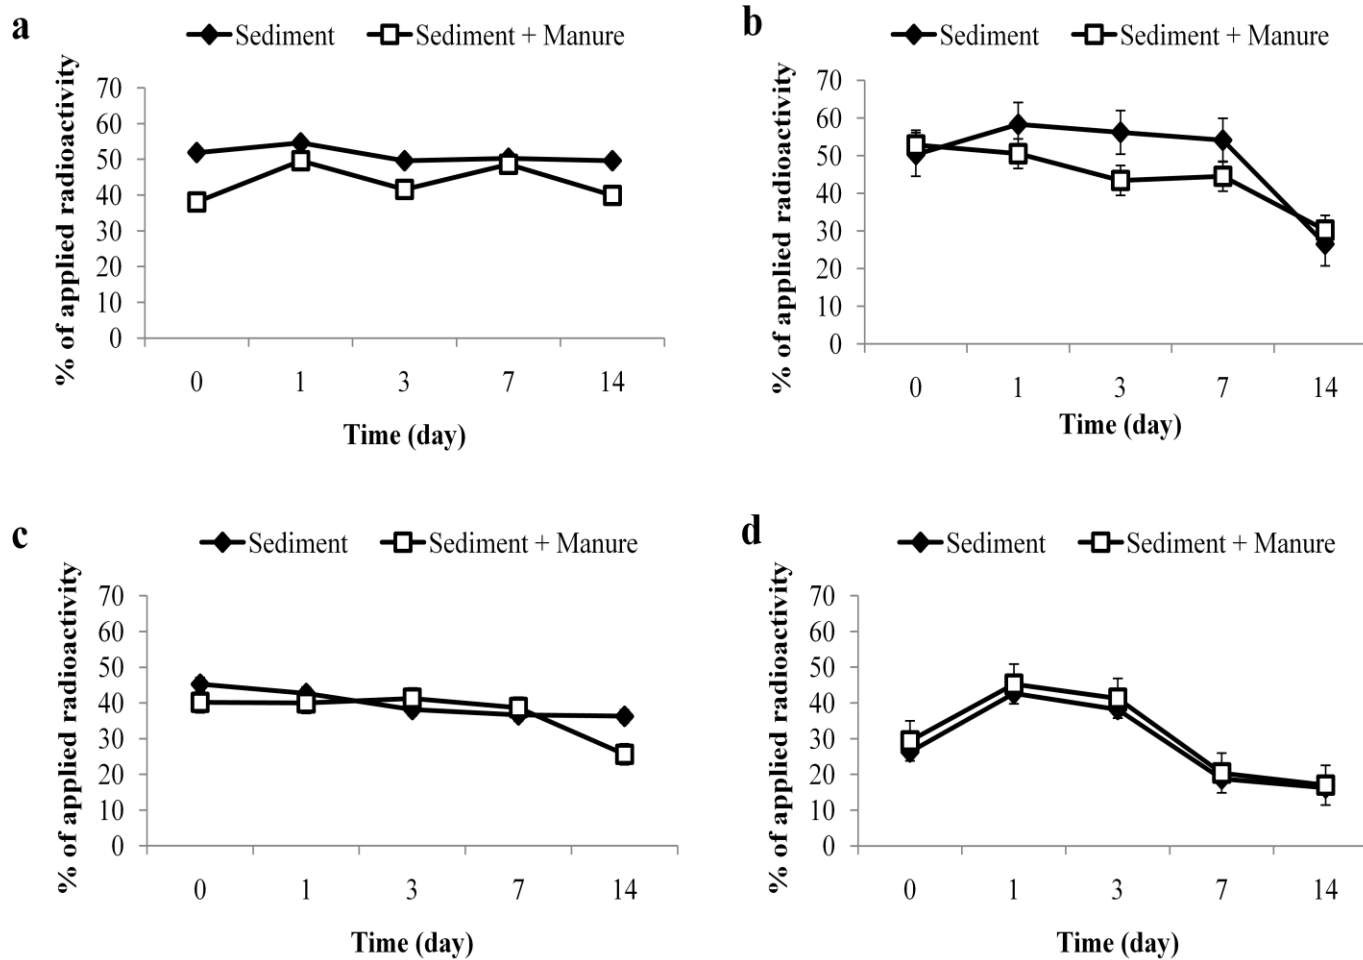 a
Sediment Sediment + Manure
% of applied radioactivity
70
60
50
40
30
20
10
0
0 1 3 7 14
Time (day)
b
Sediment Sediment + Manure
% of applied radioactivity
70
60
50
40
30
20
10
0
0 1 3 7 14
Time (day)
c
Sediment Sediment + Manure
% of applied radioactivity
70
60
50
40
30
20
10
0
0 1 3 7 14
Time (day)
d
Sediment Sediment + Manure
% of applied radioactivity
70
60
50
40
30
20
10
0
0 1 3 7 14
Time (day)